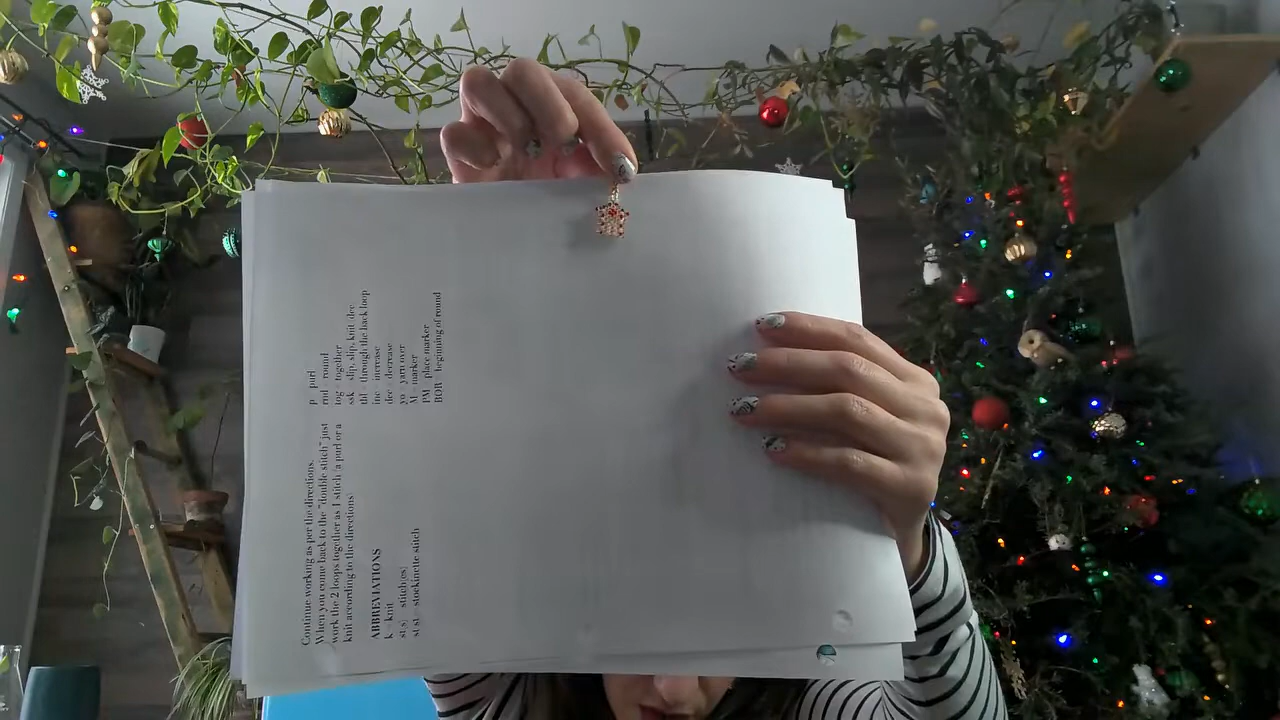 Continue working as per the directions.
When you come back to the "double stitch" just
work the 2 loops together as 1 stitch a purl or a
knit according to the directions
ABBREVIATIONS
k knit
st(s) stitch(es)
st st stockinette stitch
p purl
rnd round
tog together
ssk slip, slip, knit, dec
tbl through the back loop
inc increase
dec decrease
yo yarn over
M marker
PM place marker
BOR beginning of round